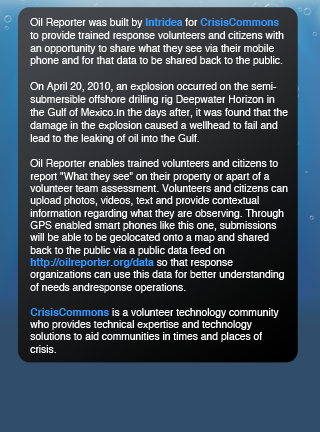 Oil Reporter was built by Intridea for CrisisCommons
to provide trained response volunteers and citizens with
an opportunity to share what they see via their mobile
phone and for that data to be shared back to the public.
On April 20, 2010, an explosion occurred on the semi-
submersible offshore drilling rig Deepwater Horizon in
the Gulf of Mexico.In the days after, it was found that the
damage in the explosion caused a wellhead to fail and
lead to the leaking of oil into the Gulf.
Oil Reporter enables trained volunteers and citizens to
report "What they see" on their property or apart of a
volunteer team assessment. Volunteers and citizens can
upload photos, videos, text and provide contextual
information regarding what they are observing. Through
GPS enabled smart phones like this one, submissions
will be able to be geolocated onto a map and shared
back to the public via a public data feed on
http://oilreporter.org/data so that response
organizations can use this data for better understanding
of needs andresponse operations.
CrisisCommons is a volunteer technology community
who provides technical expertise and technology
solutions to aid communities in times and places of
crisis.